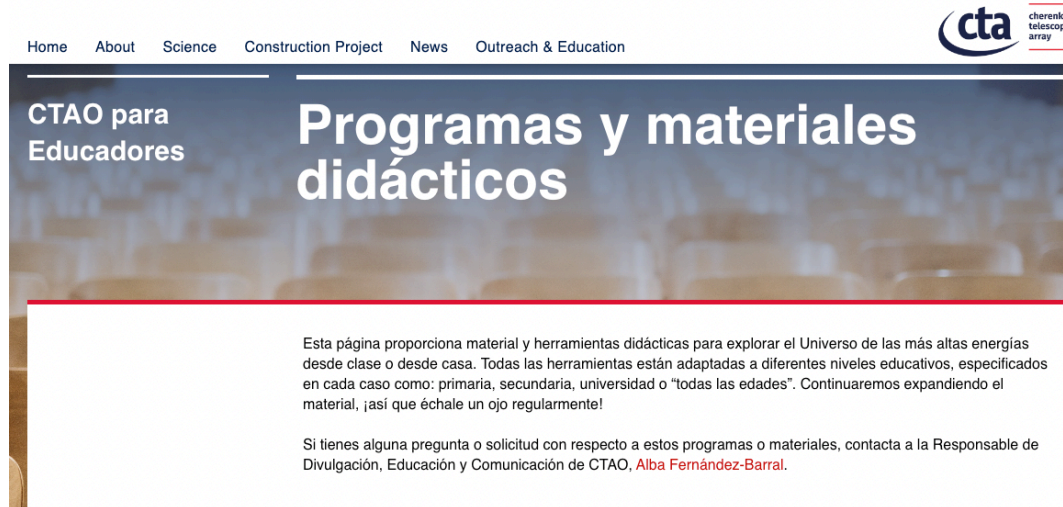 Home About Science Construction Project News Outreach & Education
cta
telescop
array
CTAO para
Educadores
Programas y materiales
didácticos
Esta página proporciona material y herramientas didácticas para explorar el Universo de las más altas energías
desde clase o desde casa. Todas las herramientas están adaptadas a diferentes niveles educativos, especificados
en cada caso como: primaria, secundaria, universidad o “todas las edades”. Continuaremos expandiendo el
material, ¡así que échale un ojo regularmente!
Si tienes alguna pregunta o solicitud con respecto a estos programas o materiales, contacta a la Responsable de
Divulgación, Educación y Comunicación de CTAO, Alba Fernández-Barral.